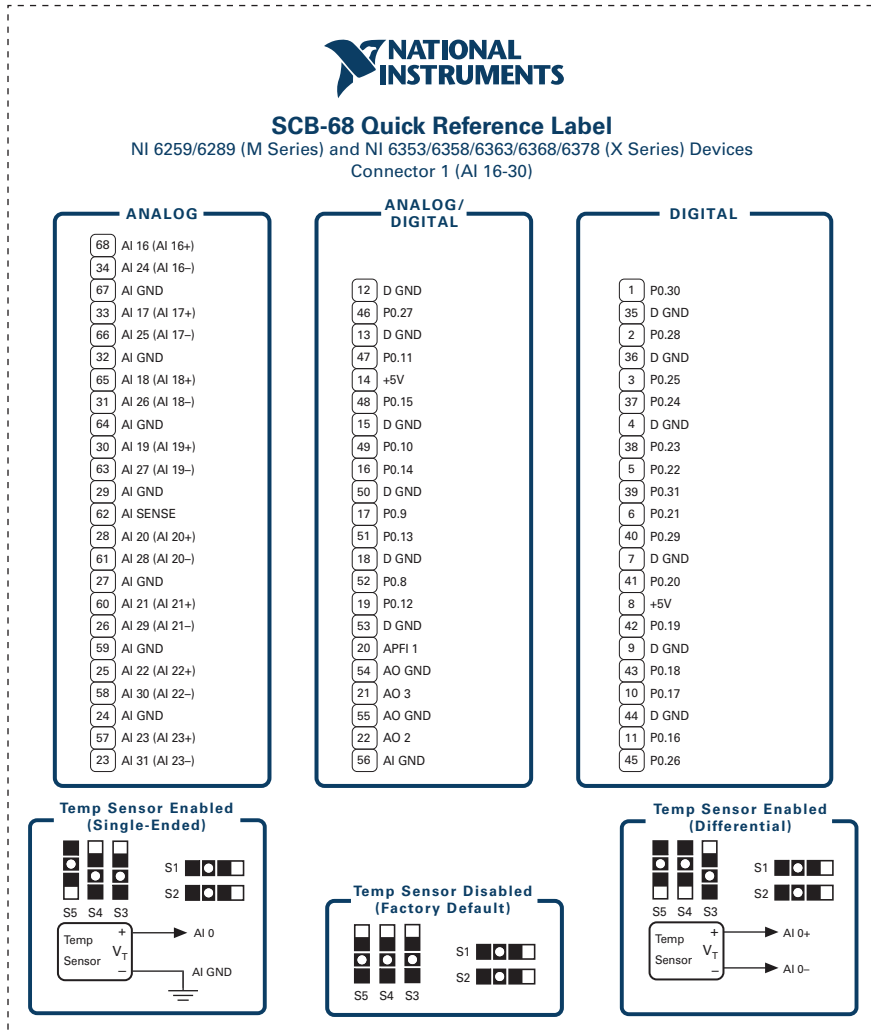 NATIONAL
INSTRUMENTS
SCB-68 Quick Reference Label
NI 6259/6289 (M Series) and NI 6353/6358/6363/6368/6378 (X Series) Devices
Connector 1 (AI 16-30)
ANALOG
68 AI 16 (AI 16+)
34 AI 24 (AI 16–)
67 AI GND
33 AI 17 (AI 17+)
66 AI 25 (AI 17–)
32 AI GND
65 AI 18 (AI 18+)
31 AI 26 (AI 18–)
64 AI GND
30 AI 19 (AI 19+)
63 AI 27 (AI 19–)
29 AI GND
62 AI SENSE
28 AI 20 (AI 20+)
61 AI 28 (AI 20–)
27 AI GND
60 AI 21 (AI 21+)
26 AI 29 (AI 21–)
59 AI GND
25 AI 22 (AI 22+)
58 AI 30 (AI 22–)
24 AI GND
57 AI 23 (AI 23+)
23 AI 31 (AI 23–)
ANALOG/
DIGITAL
12 D GND
46 P0.27
13 D GND
47 P0.11
14 +5V
48 P0.15
15 D GND
49 P0.10
16 P0.14
50 D GND
17 P0.9
51 P0.13
18 D GND
52 P0.8
19 P0.12
53 D GND
20 APFI 1
54 AO GND
21 AO 3
55 AO GND
22 AO 2
56 AI GND
DIGITAL
1 P0.30
35 D GND
2 P0.28
36 D GND
3 P0.25
37 P0.24
4 D GND
38 P0.23
5 P0.22
39 P0.31
6 P0.21
40 P0.29
7 D GND
41 P0.20
8 +5V
42 P0.19
9 D GND
43 P0.18
10 P0.17
44 D GND
11 P0.16
45 P0.26
Temp Sensor Enabled
(Single-Ended)
S1
S2
S5 S4 S3
Temp
Sensor
+
VT
–
AI 0
AI GND
Temp Sensor Disabled
(Factory Default)
S1
S2
S5 S4 S3
Temp Sensor Enabled
(Differential)
S1
S2
S5 S4 S3
Temp
Sensor
+
VT
–
AI 0+
AI 0–